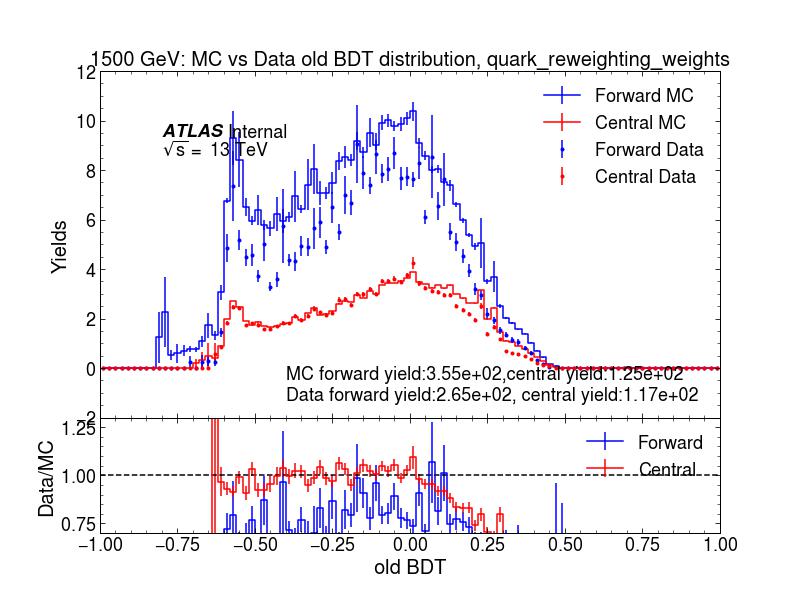 1500 GeV: MC vs Data old BDT distribution, quark_reweighting_weights
12
10
8
6
4
2
0
−2
Yields
ATLAS Internal
√s = 13 TeV
Forward MC
Central MC
Forward Data
Central Data
MC forward yield:3.55e+02,central yield:1.25e+02
Data forward yield:2.65e+02, central yield:1.17e+02
1.25
1.00
0.75
Data/MC
Forward
Central
−1.00 −0.75 −0.50 −0.25 0.00 0.25 0.50 0.75 1.00
old BDT